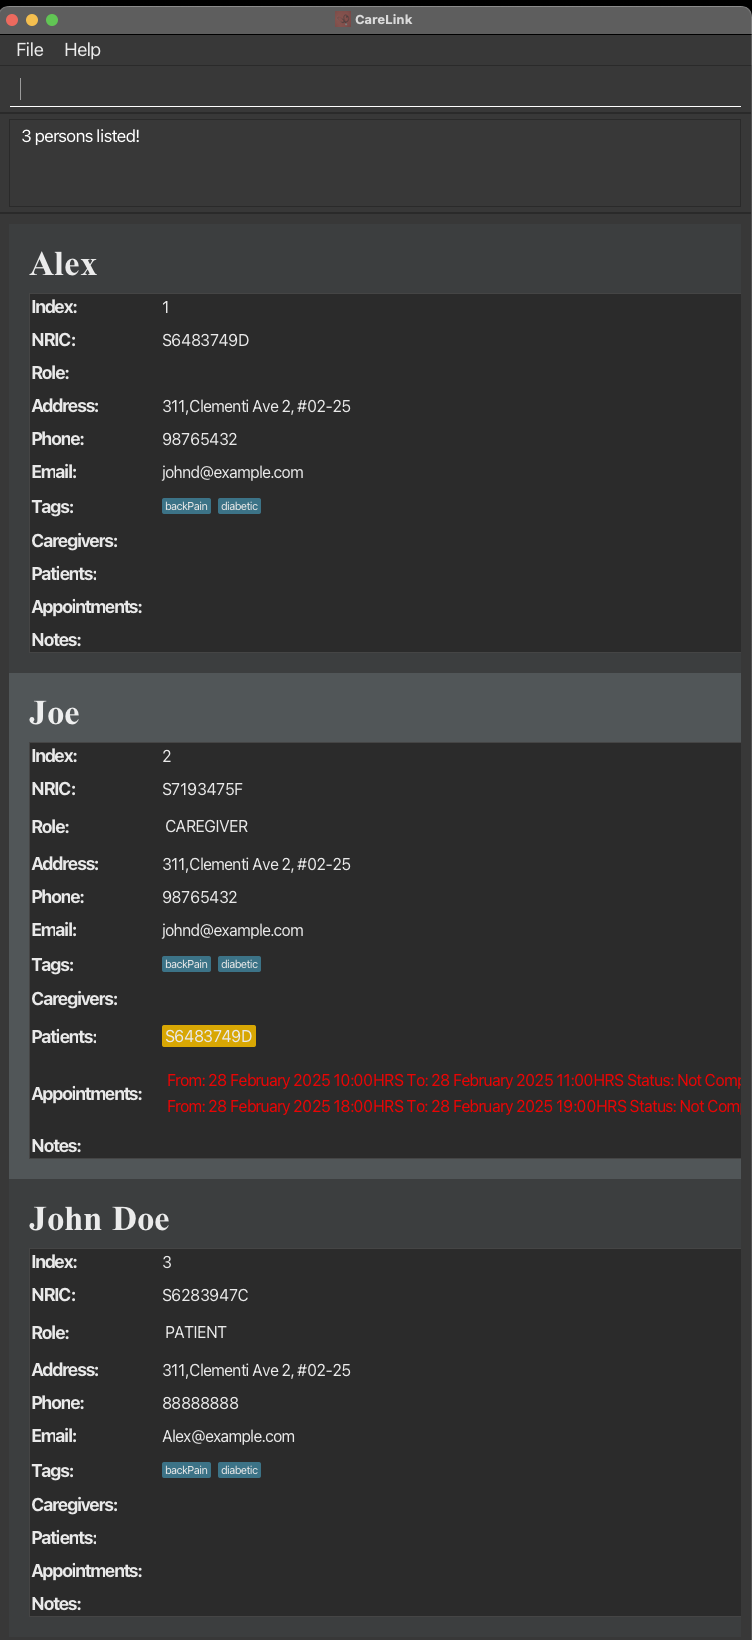 CareLink
File Help
3 persons listed!
Alex
Index: 1
NRIC: S6483749D
Role:
Address: 311,Clementi Ave 2, #02-25
Phone: 98765432
Email: johnd@example.com
Tags: backPain diabetic
Caregivers:
Patients:
Appointments:
Notes:
Joe
Index: 2
NRIC: S7193475F
Role: CAREGIVER
Address: 311,Clementi Ave 2, #02-25
Phone: 98765432
Email: johnd@example.com
Tags: backPain diabetic
Caregivers:
Patients: S6483749D
Appointments:
From: 28 February 2025 10:00HRS To: 28 February 2025 11:00HRS Status: Not Comp
From: 28 February 2025 18:00HRS To: 28 February 2025 19:00HRS Status: Not Com
Notes:
John Doe
Index: 3
NRIC: S6283947C
Role: PATIENT
Address: 311,Clementi Ave 2, #02-25
Phone: 88888888
Email: Alex@example.com
Tags: backPain diabetic
Caregivers:
Patients:
Appointments:
Notes: